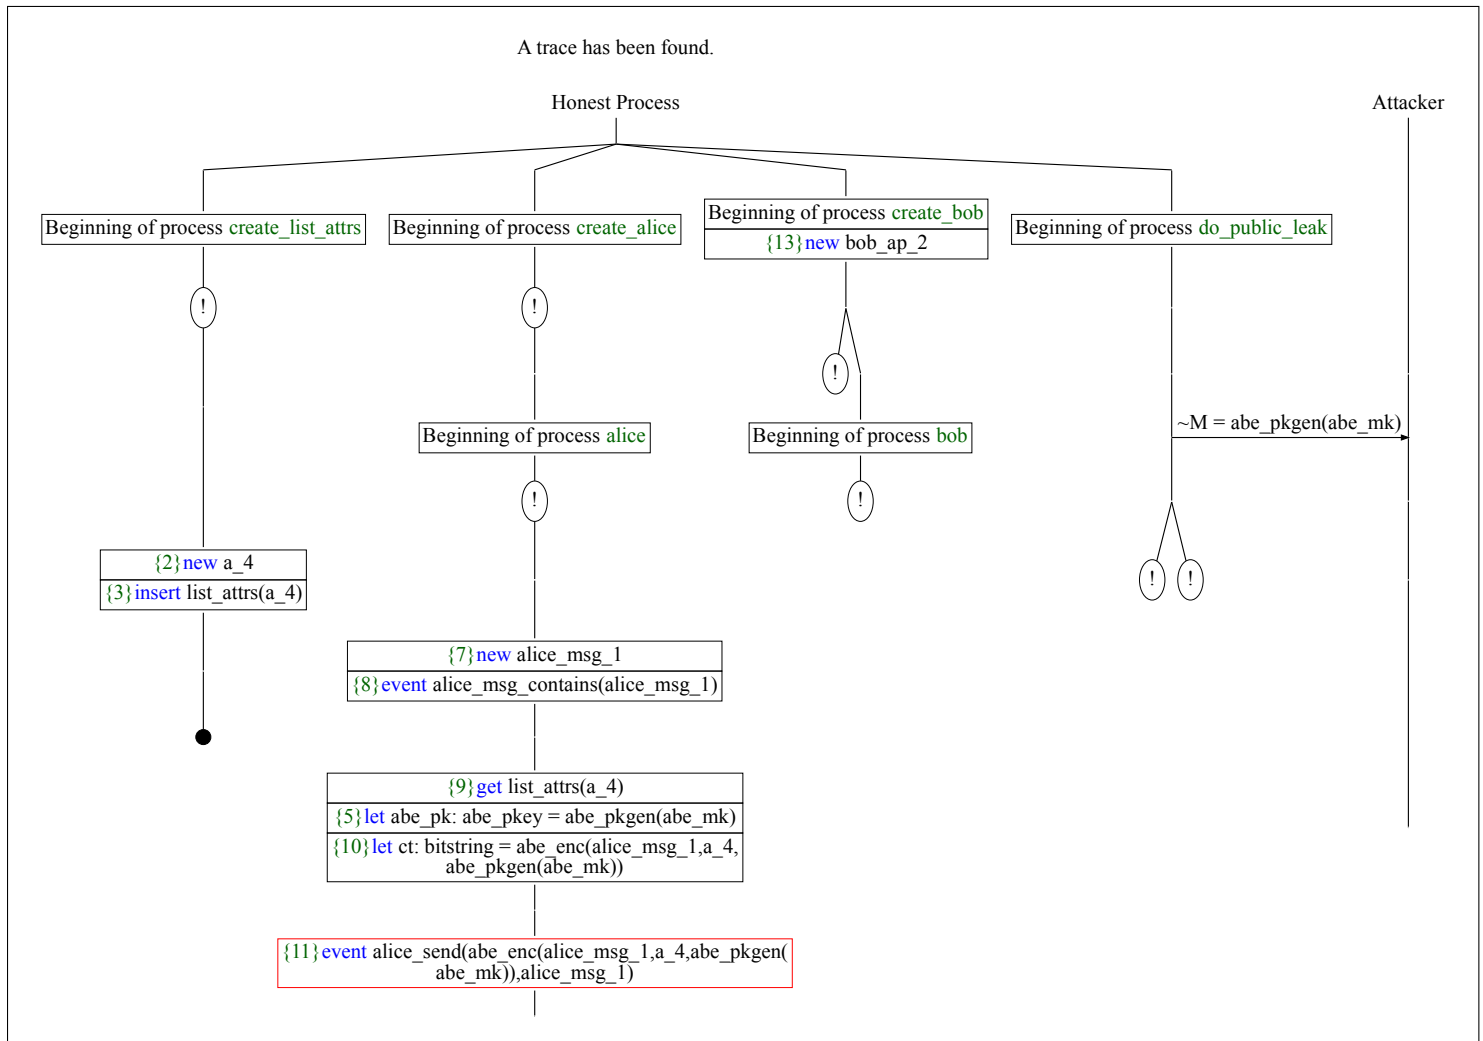 A trace has been found.
Honest Process
Attacker
Beginning of process create_list_attrs
Beginning of process create_alice
Beginning of process create_bob
{13}new bob_ap_2
Beginning of process do_public_leak
!
!
!
Beginning of process alice
Beginning of process bob
~M = abe_pkgen(abe_mk)
!
!
{2}new a_4
{3}insert list_attrs(a_4)
!
!
{7}new alice_msg_1
{8}event alice_msg_contains(alice_msg_1)
{9}get list_attrs(a_4)
{5}let abe_pk: abe_pkey = abe_pkgen(abe_mk)
{10}let ct: bitstring = abe_enc(alice_msg_1,a_4,
abe_pkgen(abe_mk))
{11}event alice_send(abe_enc(alice_msg_1,a_4,abe_pkgen(
abe_mk)),alice_msg_1)